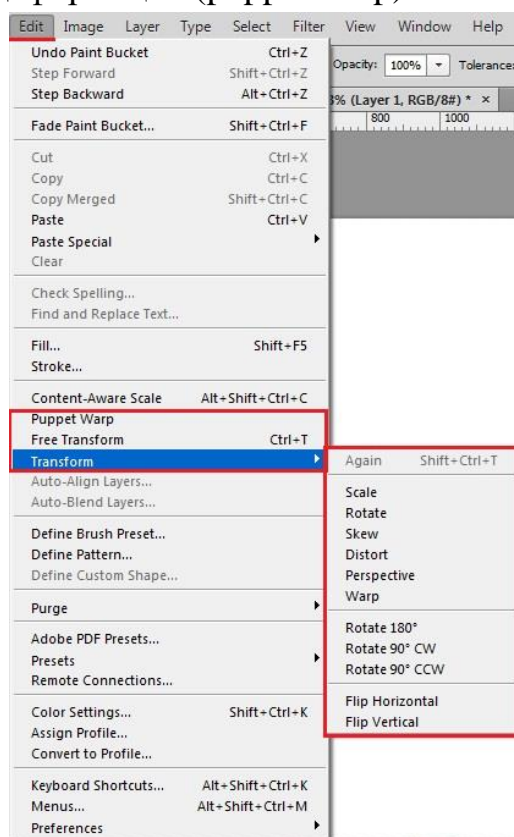 Edit Image Layer Type Select Filter View Window Help
Undo Paint Bucket Ctrl+Z
Step Forward Shift+Ctrl+Z
Step Backward Alt+Ctrl+Z
Fade Paint Bucket... Shift+Ctrl+F
Cut Ctrl+X
Copy Ctrl+C
Copy Merged Shift+Ctrl+C
Paste Ctrl+V
Paste Special
Clear
Check Spelling...
Find and Replace Text...
Fill... Shift+F5
Stroke...
Content-Aware Scale Alt+Shift+Ctrl+C
Puppet Warp
Free Transform Ctrl+T
Transform
Auto-Align Layers...
Auto-Blend Layers...
Define Brush Preset...
Define Pattern...
Define Custom Shape...
Purge
Adobe PDF Presets...
Presets
Remote Connections...
Color Settings... Shift+Ctrl+K
Assign Profile...
Convert to Profile...
Keyboard Shortcuts... Alt+Shift+Ctrl+K
Menus... Alt+Shift+Ctrl+M
Preferences
Opacity: 100% Tolerance:
% (Layer 1, RGB/8#) * ×
800 1000
Again Shift+Ctrl+T
Scale
Rotate
Skew
Distort
Perspective
Warp
Rotate 180°
Rotate 90° CW
Rotate 90° CCW
Flip Horizontal
Flip Vertical